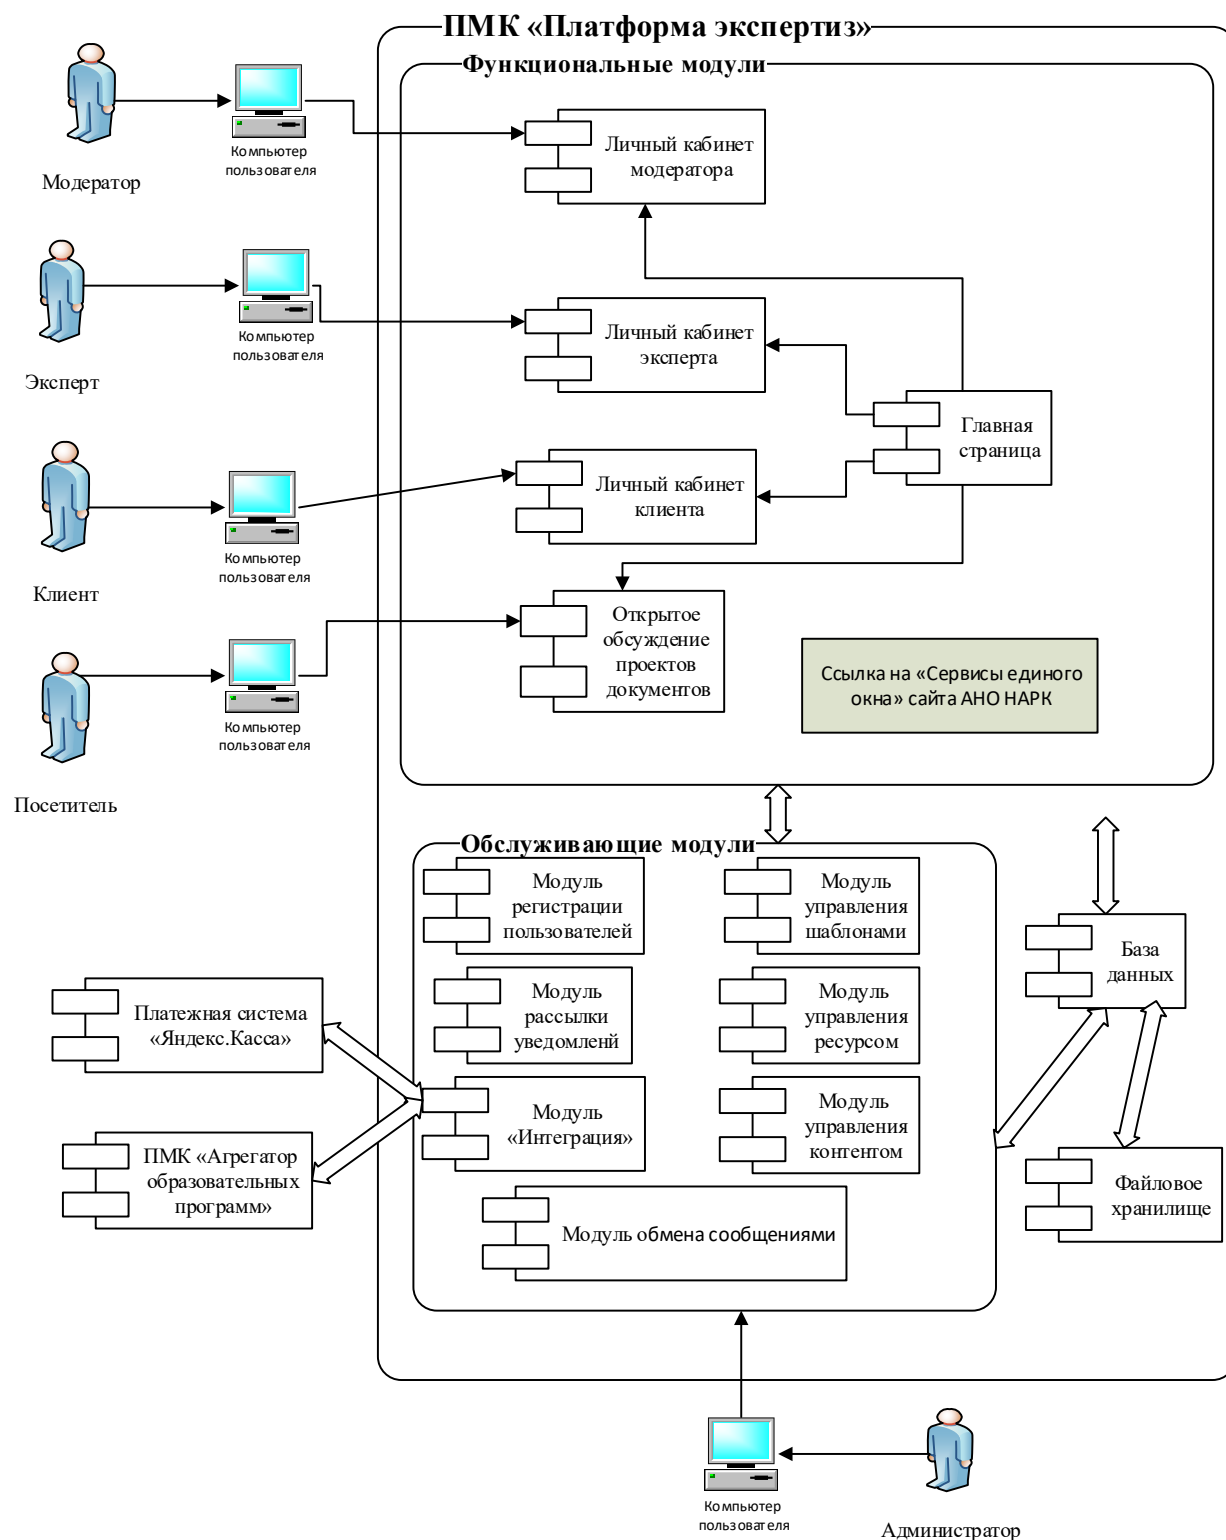 ПМК «Платформа экспертиз»
Функциональные модули
Компьютер
пользователя
Модератор
Личный кабинет
модератора
Компьютер
пользователя
Эксперт
Личный кабинет
эксперта
Главная
страница
Компьютер
пользователя
Клиент
Личный кабинет
клиента
Открытое
обсуждение
проектов
документов
Ссылка на «Сервисы единого
окна» сайта АНО НАРК
Компьютер
пользователя
Посетитель
Обслуживающие модули
Модуль
регистрации
пользователей
Модуль
управления
шаблонами
База
данных
Платежная система
«Яндекс.Касса»
Модуль
рассылки
уведомленй
Модуль
управления
ресурсом
ПМК «Агрегатор
образовательных
программ»
Модуль
«Интеграция»
Модуль
управления
контентом
Файловое
хранилище
Модуль обмена сообщениями
Компьютер
пользователя
Администратор